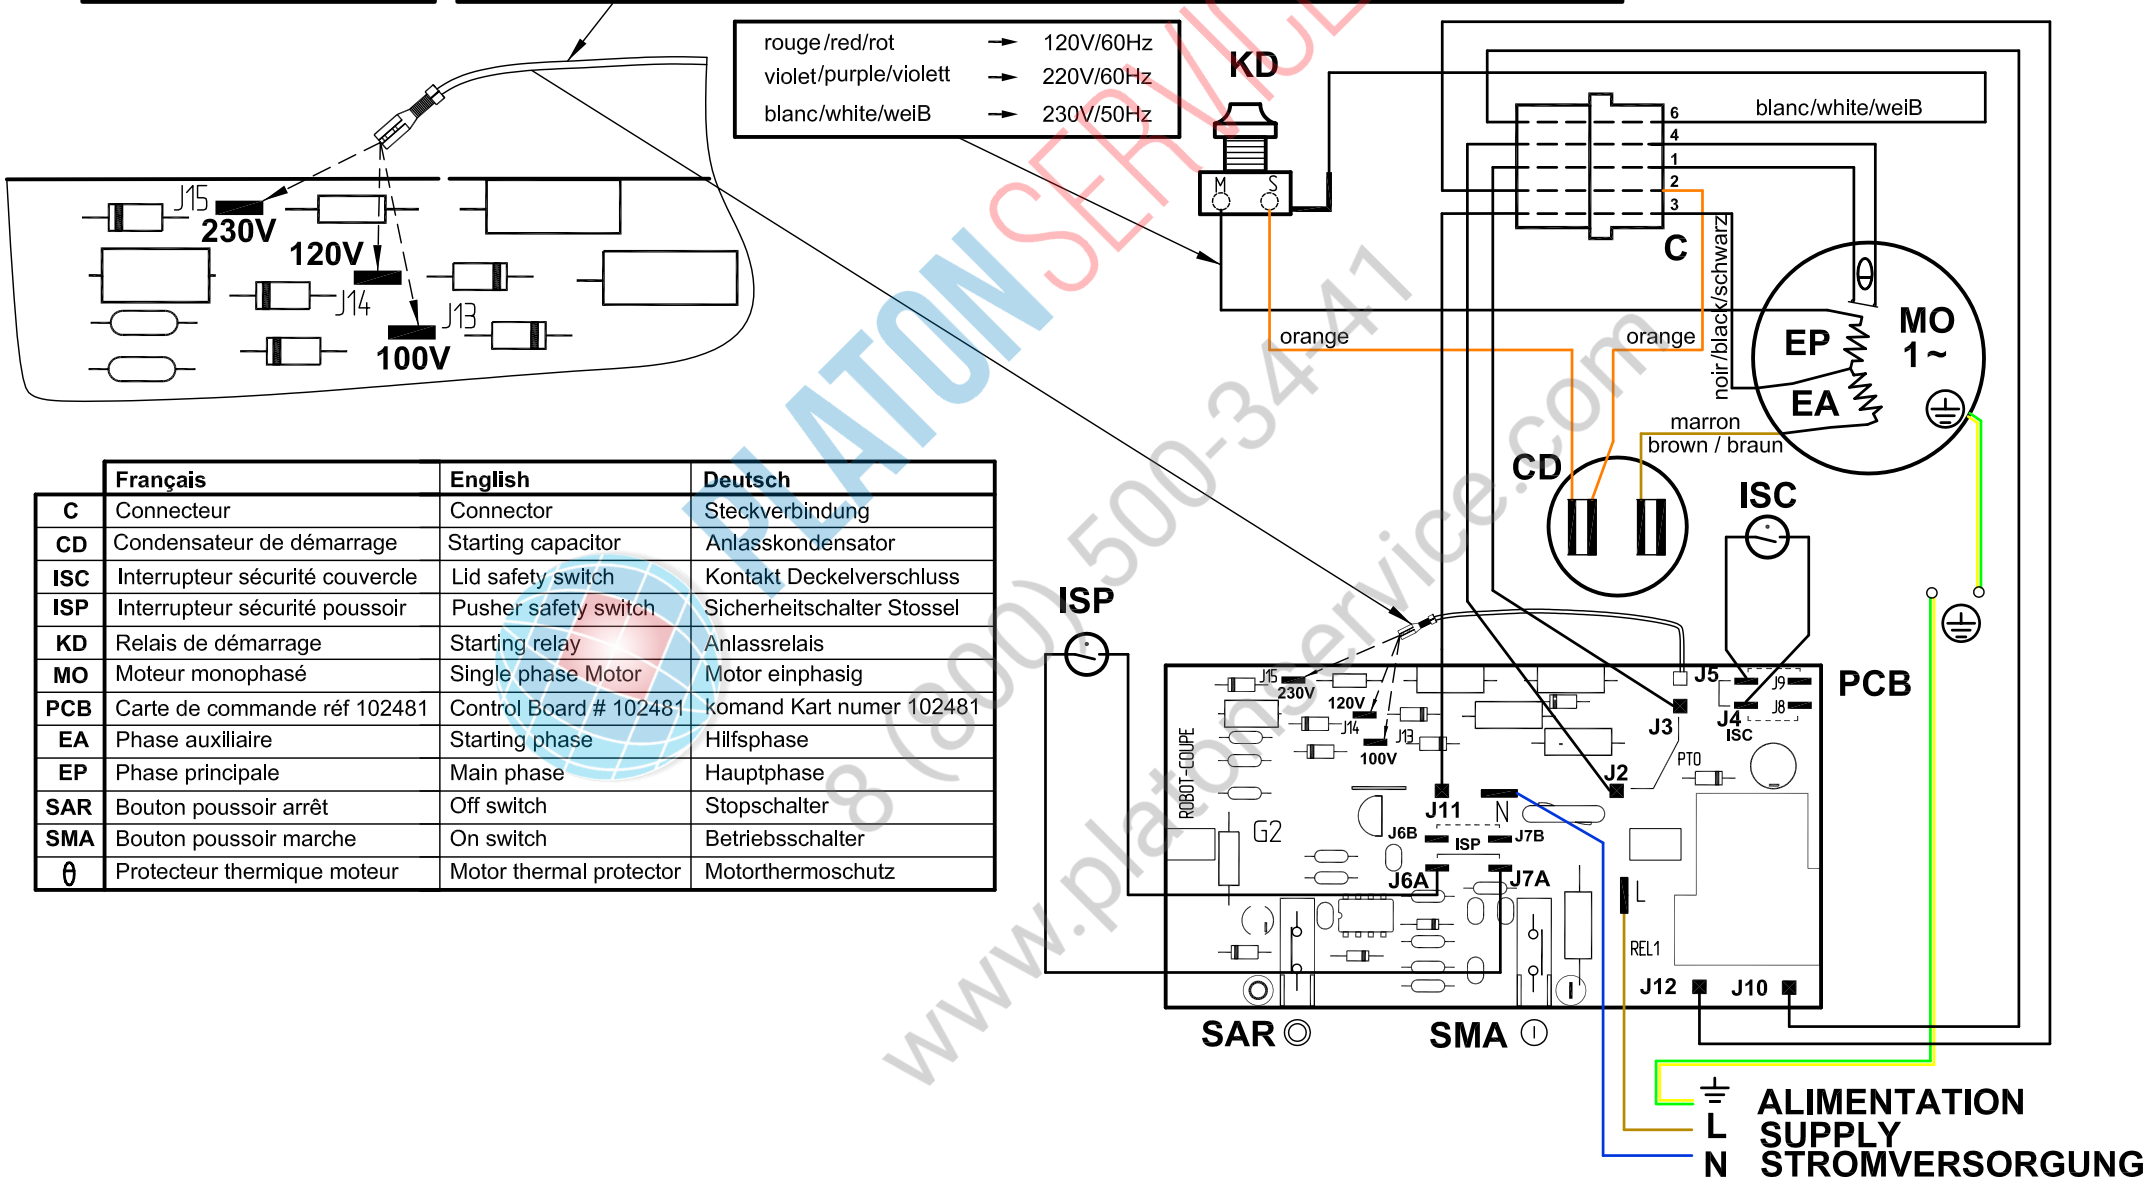 rouge/red/rot → 120V/60Hz
violet/purple/violett → 220V/60Hz
blanc/white/weiB → 230V/50Hz
KD
M S
6
4
1
2
3
C
blanc/white/weiB
noir/black/schwarz
orange
orange
marron
brown / braun
EP
EA
MO
1~
CD
ISC
J15
230V
120V
J14
J13
100V
Français English Deutsch
C Connecteur Connector Steckverbindung
CD Condensateur de démarrage Starting capacitor Anlasskondensator
ISC Interrupteur sécurité couvercle Lid safety switch Kontakt Deckelverschluss
ISP Interrupteur sécurité poussoir Pusher safety switch Sicherheitschalter Stossel
KD Relais de démarrage Starting relay Anlassrelais
MO Moteur monophasé Single phase Motor Motor einphasig
PCB Carte de commande réf 102481 Control Board # 102481 komand Kart numer 102481
EA Phase auxiliaire Starting phase Hilfsphase
EP Phase principale Main phase Hauptphase
SAR Bouton poussoir arrêt Off switch Stopschalter
SMA Bouton poussoir marche On switch Betriebsschalter
θ Protecteur thermique moteur Motor thermal protector Motorthermoschutz
ISP
PCB
J15
230V
120V
J14
J13
100V
ROBOT-COUPE
G2
J5
J3
J4
ISC
J9
J8
PT0
J2
J11
N
J6B
ISP
J7B
J6A
J7A
L
REL1
J12
J10
SAR
SMA
ALIMENTATION
L SUPPLY
N STROMVERSORGUNG
PLATONSERVICE
8 (800) 500-34-41
www.platonservice.com